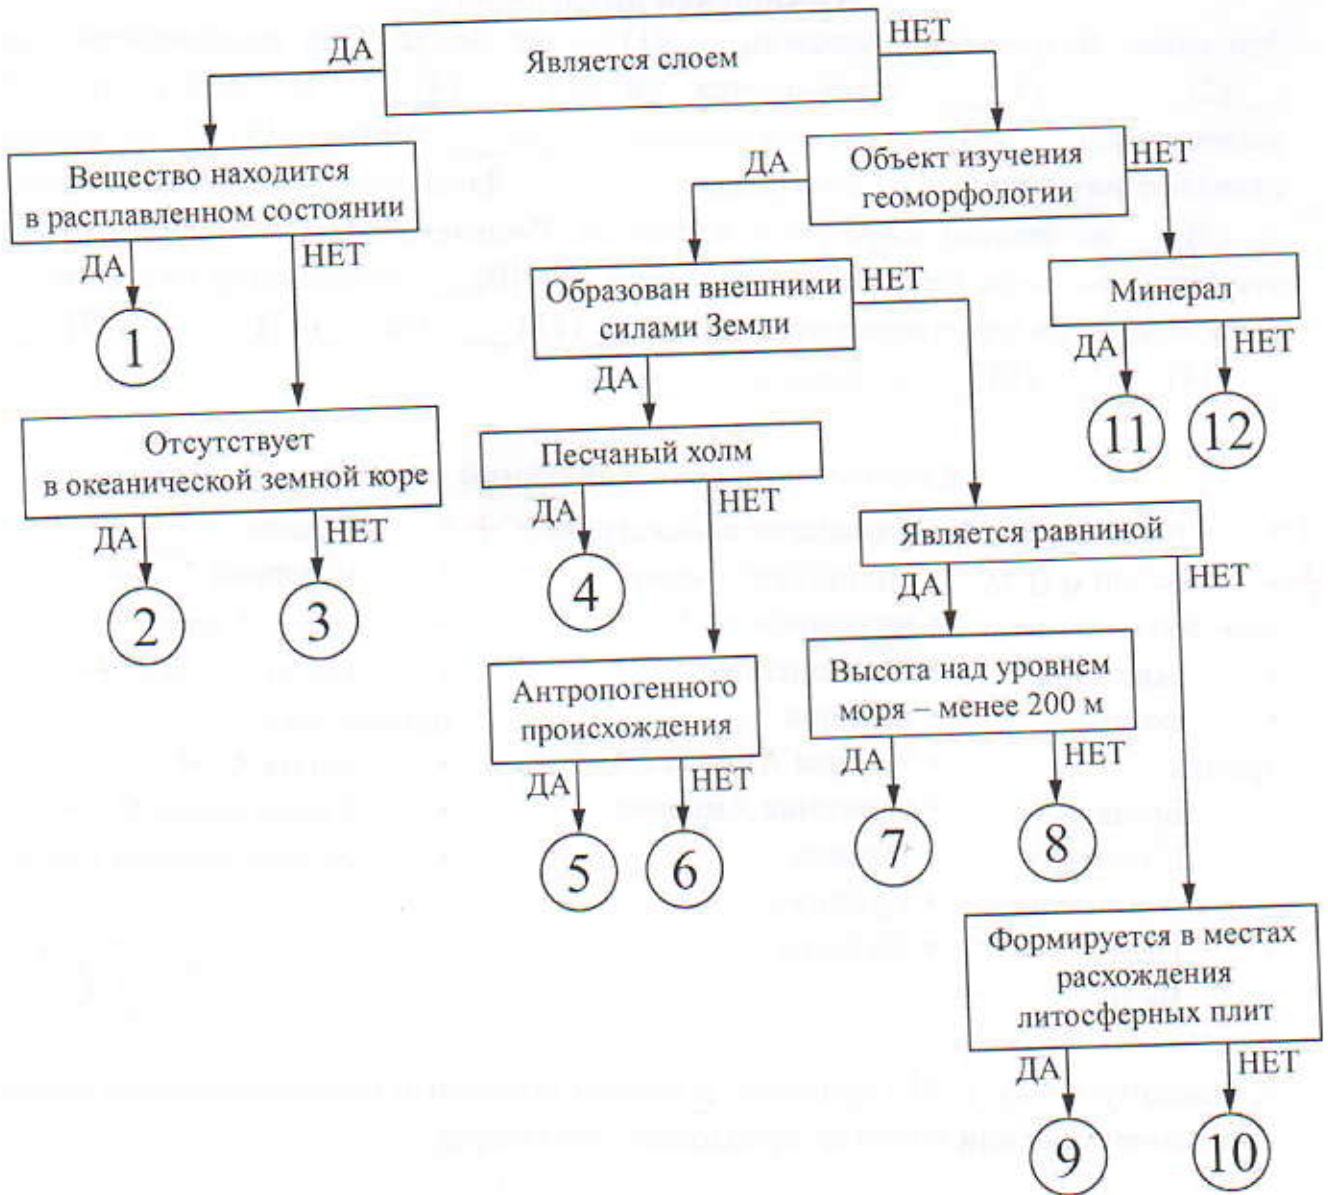 ДА
Является слоем
НЕТ
Вещество находится
в расплавленном состоянии
ДА
Объект изучения
геоморфологии
НЕТ
ДА
НЕТ
Образован внешними
силами Земли
НЕТ
Минерал
1
ДА
ДА
НЕТ
Отсутствует
в океанической земной коре
Песчаный холм
11
12
ДА
НЕТ
ДА
НЕТ
Является равниной
2
3
4
ДА
НЕТ
Антропогенного
происхождения
Высота над уровнем
моря – менее 200 м
ДА
НЕТ
ДА
НЕТ
5
6
7
8
Формируется в местах
расхождения
литосферных плит
ДА
НЕТ
9
10